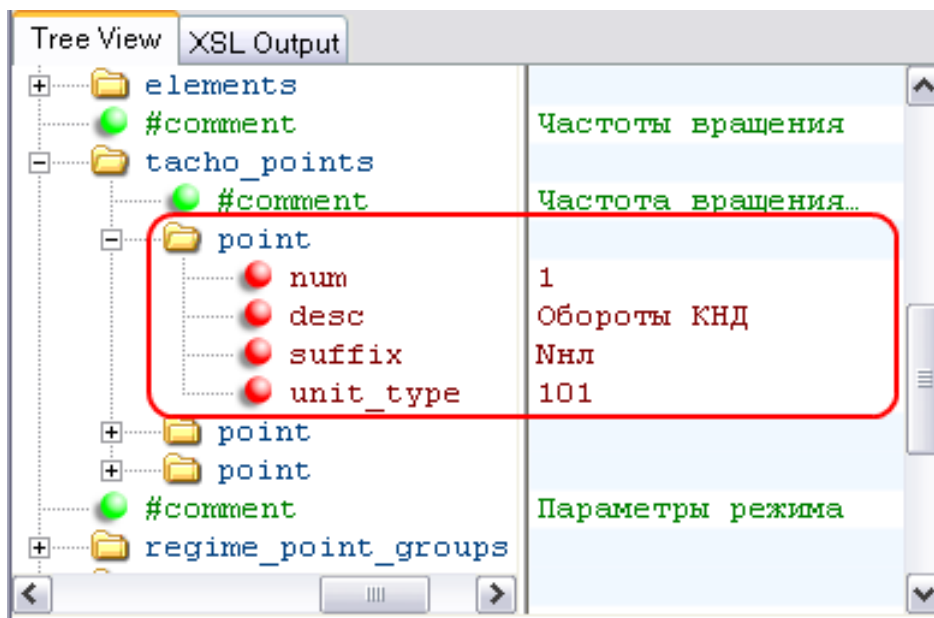 Tree View XSL Output
elements
#comment Частоты вращения
tacho_points
#comment Частота вращения…
point
num 1
desc Обороты КНД
suffix Nнл
unit_type 101
point
point
#comment Параметры режима
regime_point_groups